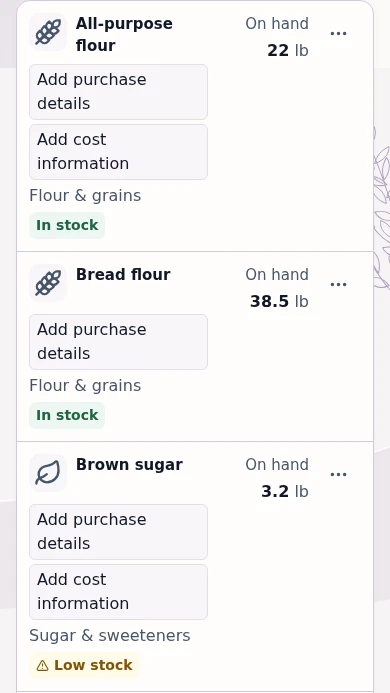 All-purpose
flour
On hand
22 lb
Add purchase
details
Add cost
information
Flour & grains
In stock
Bread flour
On hand
38.5 lb
Add purchase
details
Flour & grains
In stock
Brown sugar
On hand
3.2 lb
Add purchase
details
Add cost
information
Sugar & sweeteners
Low stock